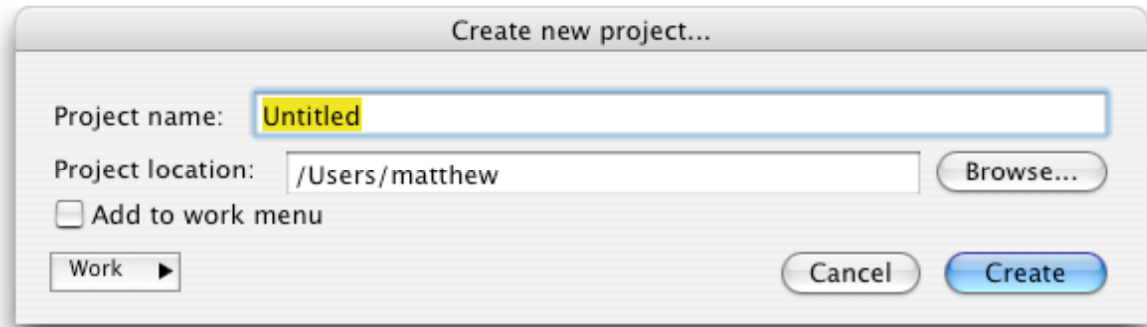 Create new project...
Project name: Untitled
Project location: /Users/matthew Browse...
Add to work menu
Work Cancel Create